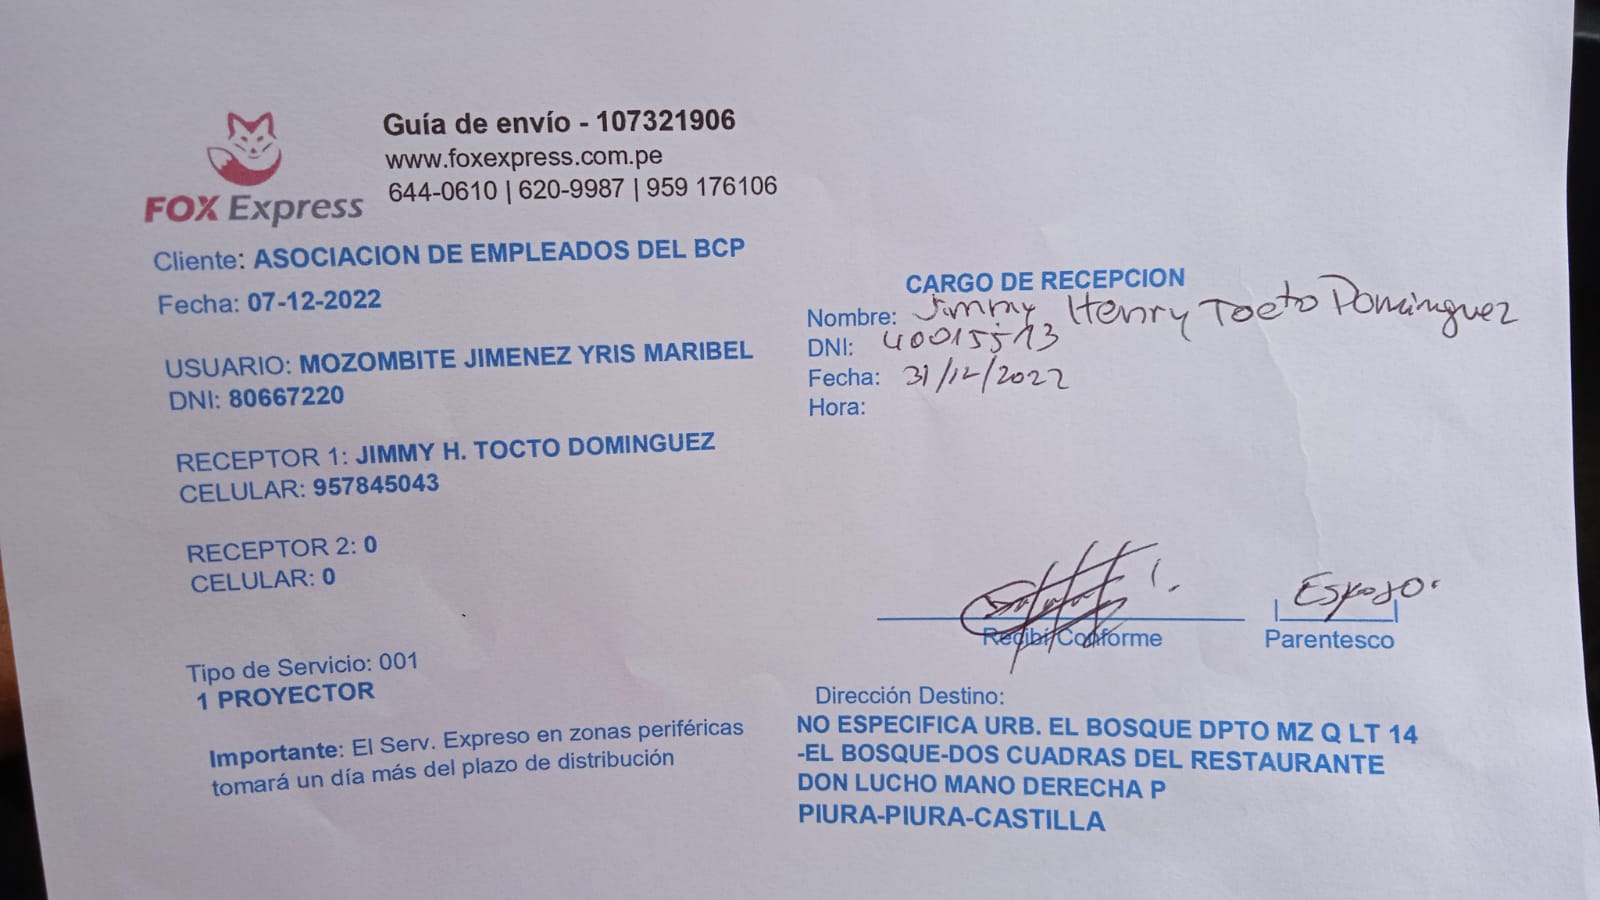 Guía de envío - 107321906
www.foxexpress.com.pe
644-0610 | 620-9987 | 959 176106
FOX Express
Cliente: ASOCIACION DE EMPLEADOS DEL BCP
Fecha: 07-12-2022
USUARIO: MOZOMBITE JIMENEZ YRIS MARIBEL
DNI: 80667220
RECEPTOR 1: JIMMY H. TOCTO DOMINGUEZ
CELULAR: 957845043
RECEPTOR 2: 0
CELULAR: 0
Tipo de Servicio: 001
1 PROYECTOR
Importante: El Serv. Expreso en zonas periféricas
tomará un día más del plazo de distribución
CARGO DE RECEPCION
Nombre: Jimmy Henry Tocto Dominguez
DNI:
Fecha: 31/12/2022
Hora:
Recibi Conforme
Esposo.
Parentesco
Dirección Destino:
NO ESPECIFICA URB. EL BOSQUE DPTO MZ Q LT 14
-EL BOSQUE-DOS CUADRAS DEL RESTAURANTE
DON LUCHO MANO DERECHA P
PIURA-PIURA-CASTILLA